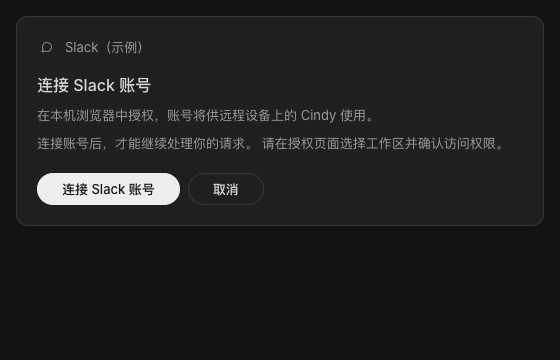 Slack（示例）
连接 Slack 账号
在本机浏览器中授权，账号将供远程设备上的 Cindy 使用。
连接账号后，才能继续处理你的请求。 请在授权页面选择工作区并确认访问权限。
连接 Slack 账号
取消